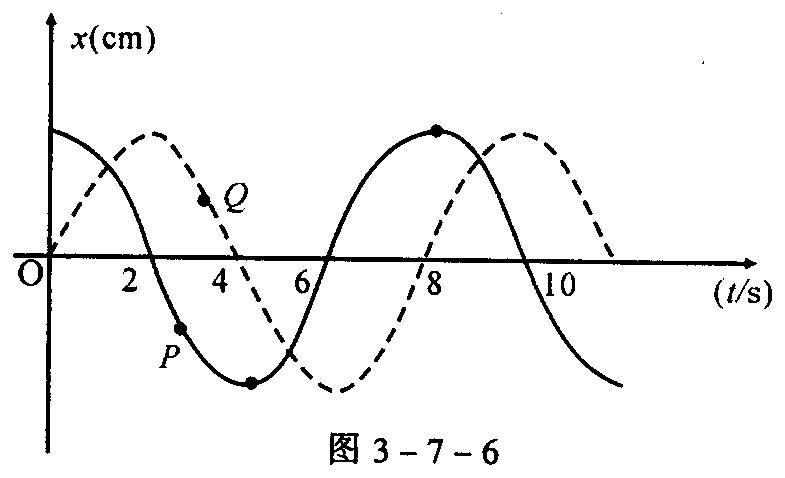 x(cm)
Q
O 2 4 6 8 10
(t/s)
P
图 3-7-6